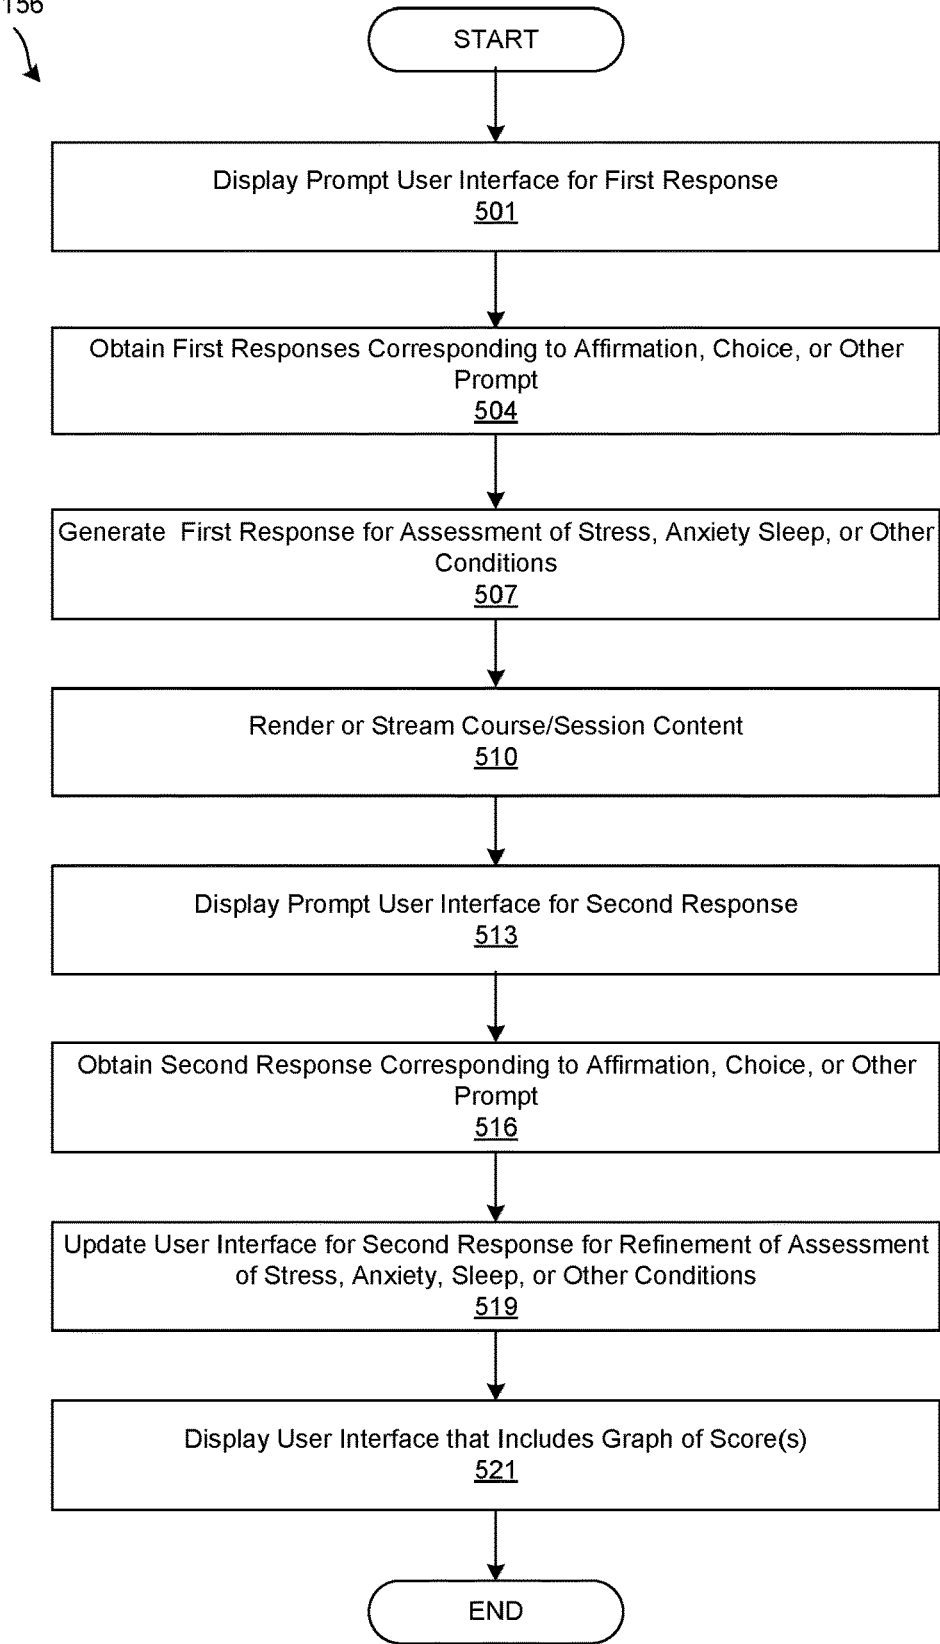 156
START
Display Prompt User Interface for First Response
501
Obtain First Responses Corresponding to Affirmation, Choice, or Other
Prompt
504
Generate First Response for Assessment of Stress, Anxiety Sleep, or Other
Conditions
507
Render or Stream Course/Session Content
510
Display Prompt User Interface for Second Response
513
Obtain Second Response Corresponding to Affirmation, Choice, or Other
Prompt
516
Update User Interface for Second Response for Refinement of Assessment
of Stress, Anxiety, Sleep, or Other Conditions
519
Display User Interface that Includes Graph of Score(s)
521
END